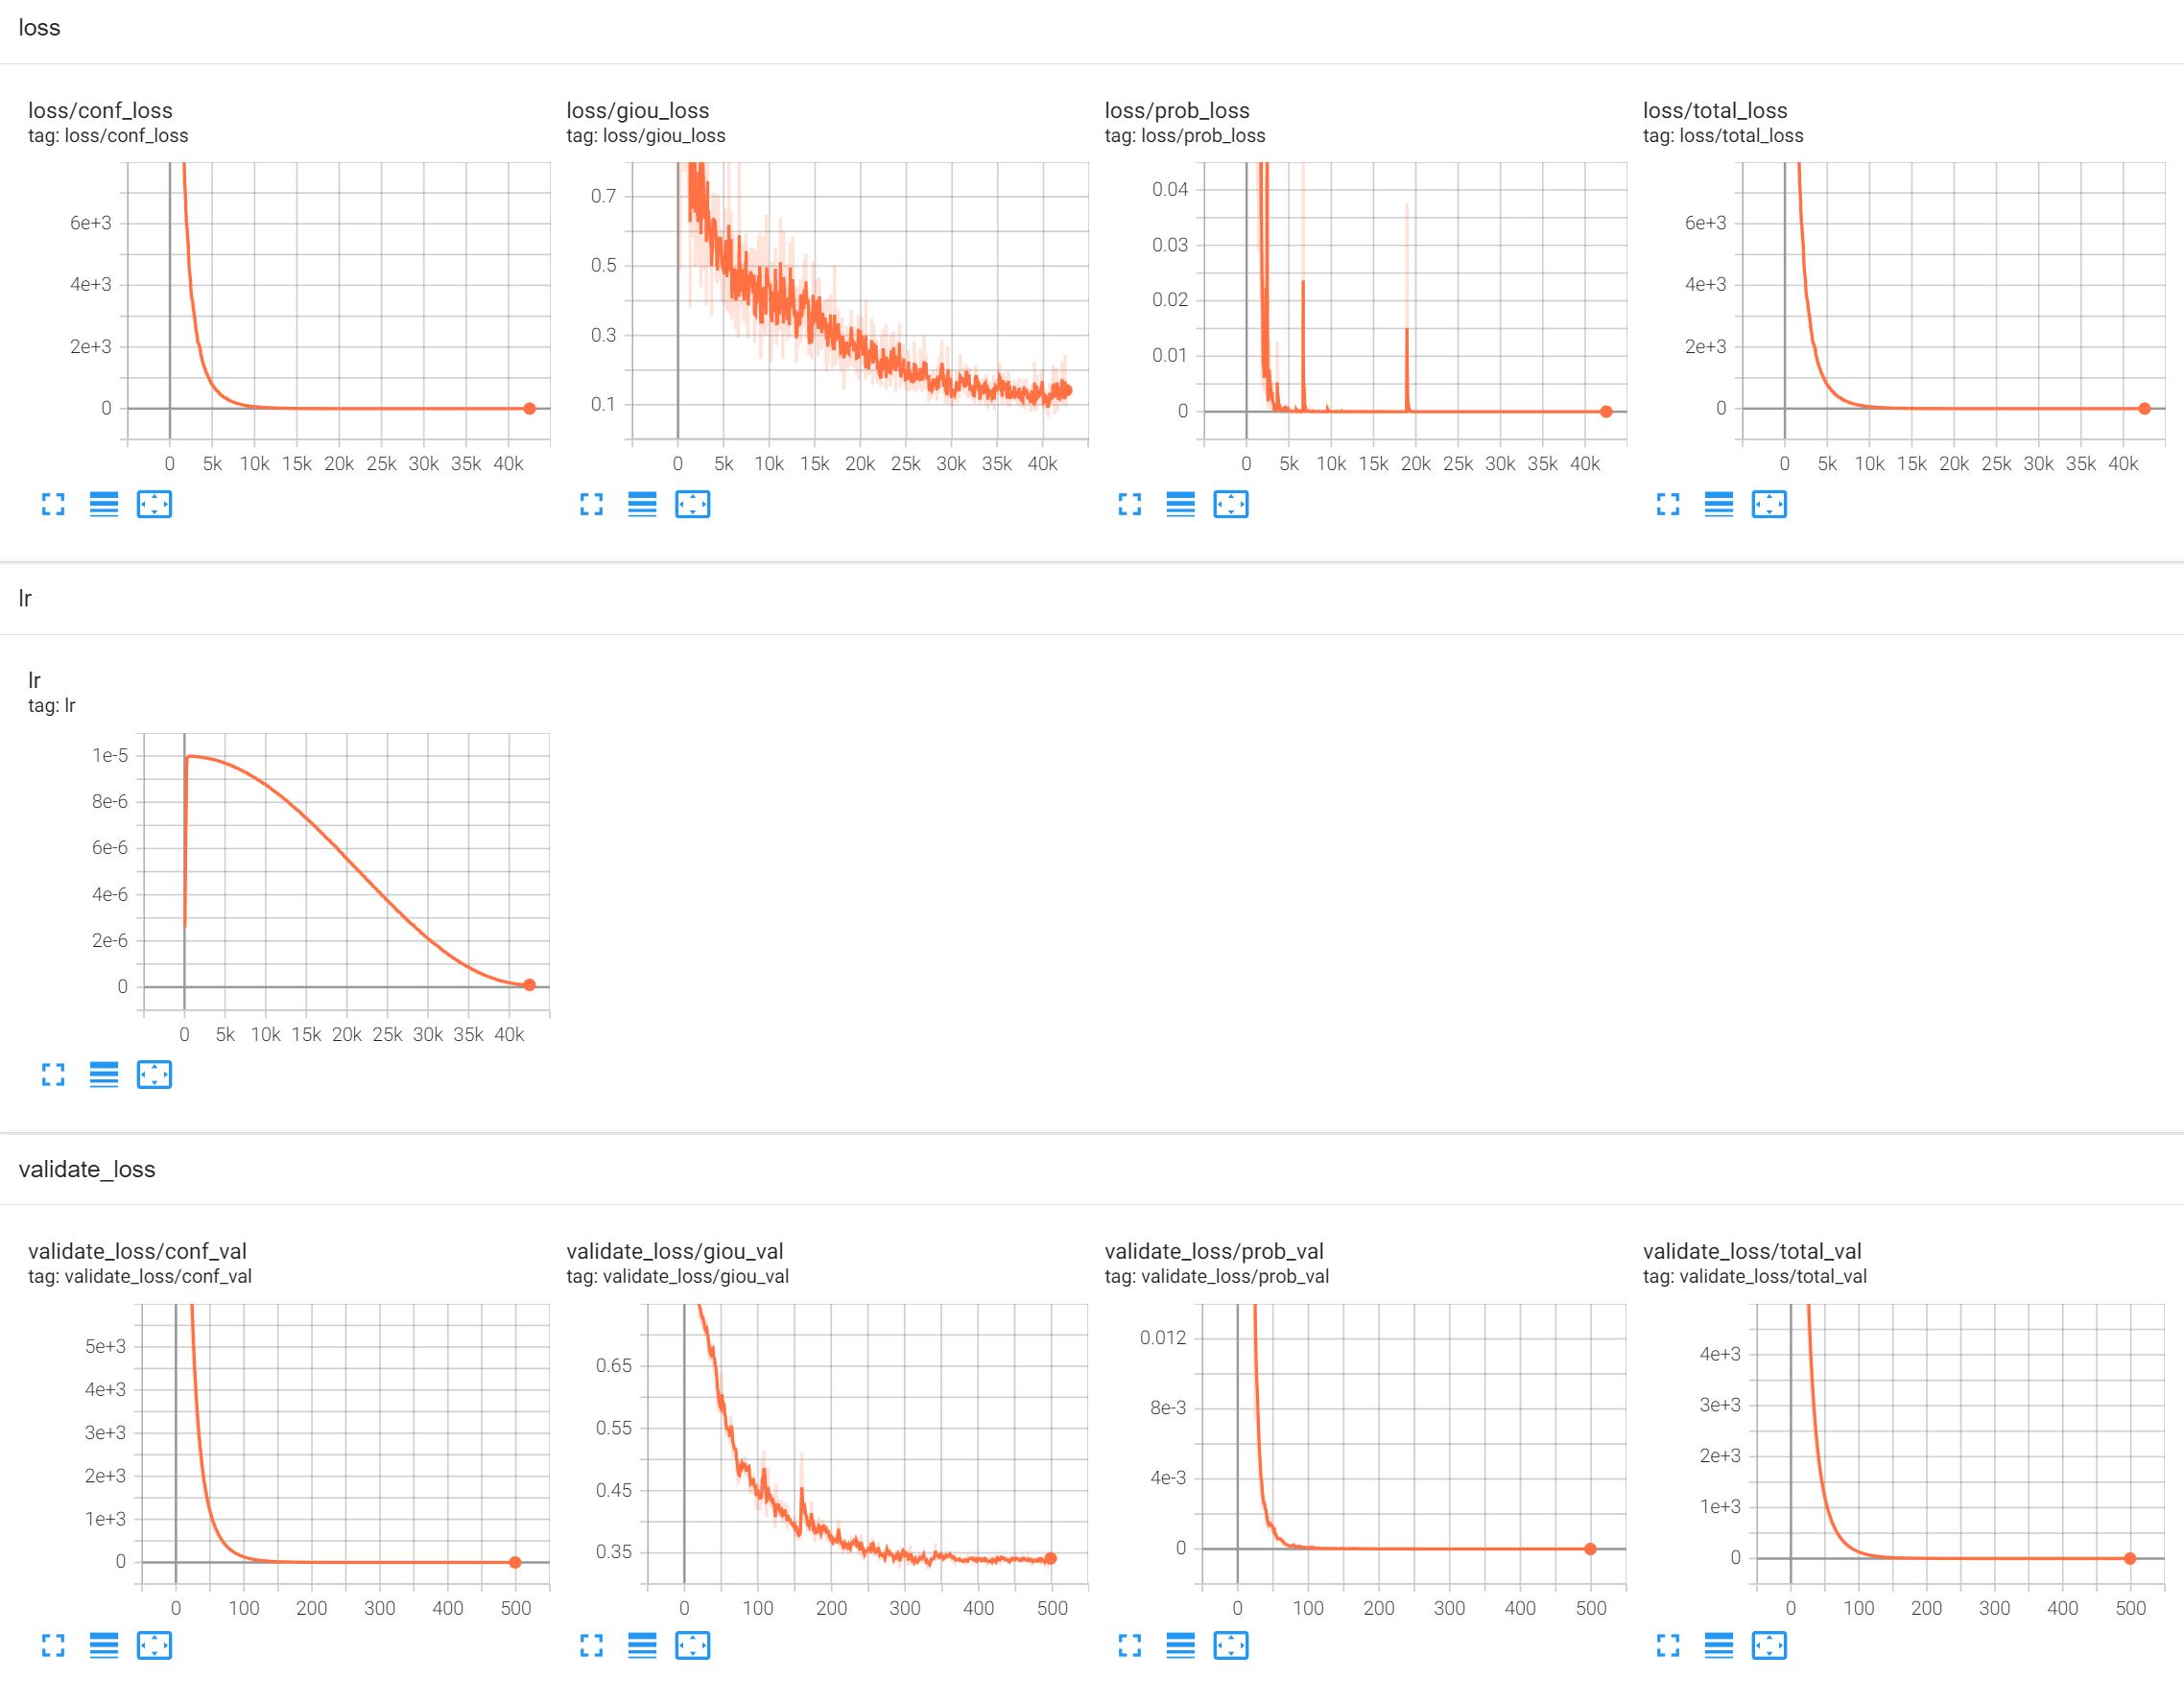 loss
loss/conf_loss
tag: loss/conf_loss
6e+3
4e+3
2e+3
0
0 5k 10k 15k 20k 25k 30k 35k 40k
loss/giou_loss
tag: loss/giou_loss
0.7
0.5
0.3
0.1
0 5k 10k 15k 20k 25k 30k 35k 40k
loss/prob_loss
tag: loss/prob_loss
0.04
0.03
0.02
0.01
0
0 5k 10k 15k 20k 25k 30k 35k 40k
loss/total_loss
tag: loss/total_loss
6e+3
4e+3
2e+3
0
0 5k 10k 15k 20k 25k 30k 35k 40k
lr
lr
tag: lr
1e-5
8e-6
6e-6
4e-6
2e-6
0
0 5k 10k 15k 20k 25k 30k 35k 40k
validate_loss
validate_loss/conf_val
tag: validate_loss/conf_val
5e+3
4e+3
3e+3
2e+3
1e+3
0
0 100 200 300 400 500
validate_loss/giou_val
tag: validate_loss/giou_val
0.65
0.55
0.45
0.35
0 100 200 300 400 500
validate_loss/prob_val
tag: validate_loss/prob_val
0.012
8e-3
4e-3
0
0 100 200 300 400 500
validate_loss/total_val
tag: validate_loss/total_val
4e+3
3e+3
2e+3
1e+3
0
0 100 200 300 400 500